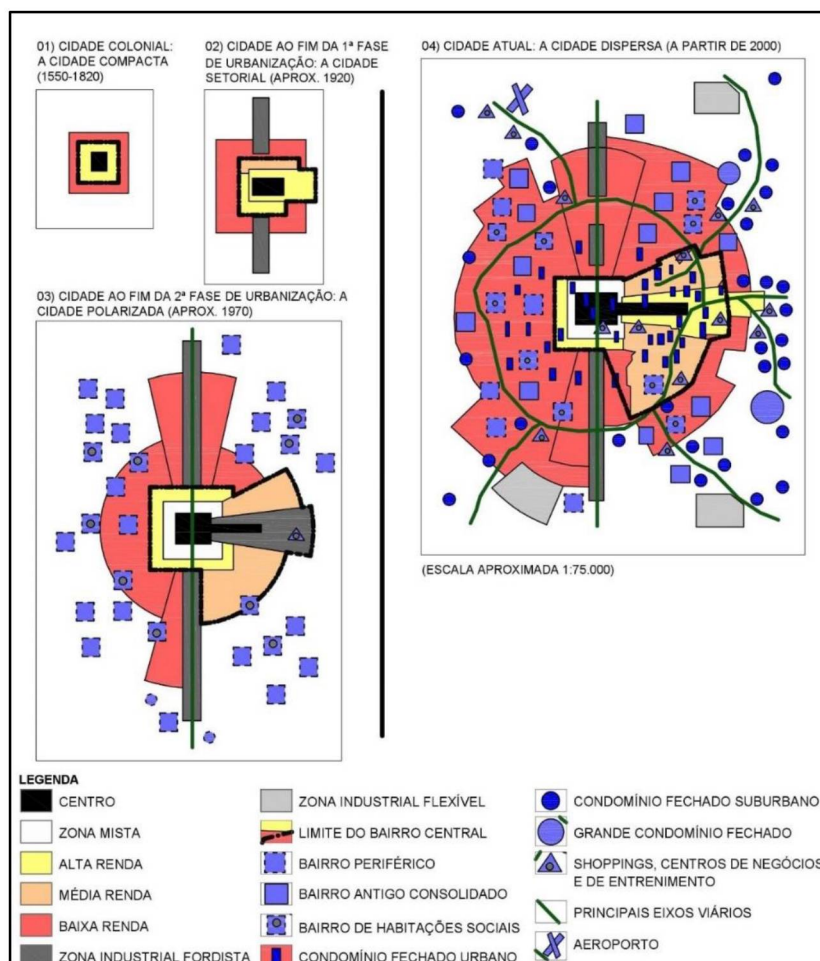 01) CIDADE COLONIAL:
A CIDADE COMPACTA
(1550-1820)
02) CIDADE AO FIM DA 1ª FASE
DE URBANIZAÇÃO: A CIDADE
SETORIAL (APROX. 1920)
03) CIDADE AO FIM DA 2ª FASE DE URBANIZAÇÃO: A
CIDADE POLARIZADA (APROX. 1970)
04) CIDADE ATUAL: A CIDADE DISPERSA (A PARTIR DE 2000)
(ESCALA APROXIMADA 1:75.000)
LEGENDA
CENTRO
ZONA MISTA
ALTA RENDA
MÉDIA RENDA
BAIXA RENDA
ZONA INDUSTRIAL FORDISTA
ZONA INDUSTRIAL FLEXÍVEL
LIMITE DO BAIRRO CENTRAL
BAIRRO PERIFÉRICO
BAIRRO ANTIGO CONSOLIDADO
BAIRRO DE HABITAÇÕES SOCIAIS
CONDOMÍNIO FECHADO URBANO
CONDOMÍNIO FECHADO SUBURBANO
GRANDE CONDOMÍNIO FECHADO
SHOPPINGS, CENTROS DE NEGÓCIOS
E DE ENTRENIMENTO
PRINCIPAIS EIXOS VIÁRIOS
AEROPORTO